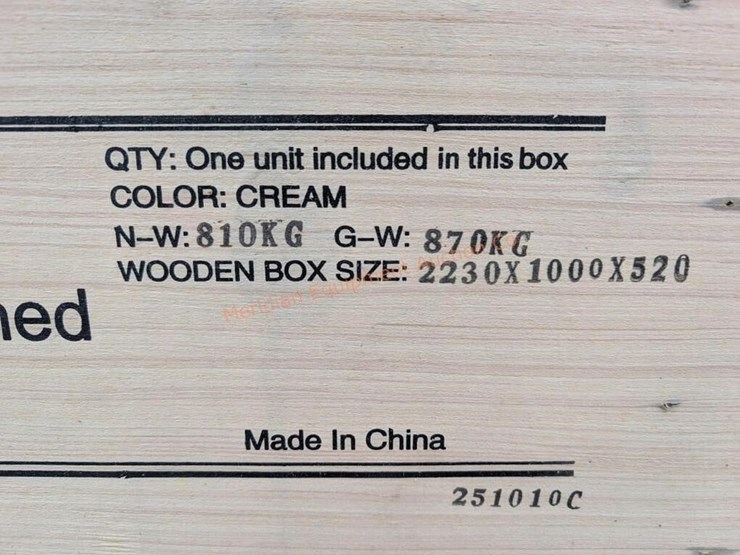 QTY: One unit included in this box
COLOR: CREAM
N-W: 810KG G-W: 870KG
WOODEN BOX SIZE: 2230X1000X520
ned
Made In China
251010C